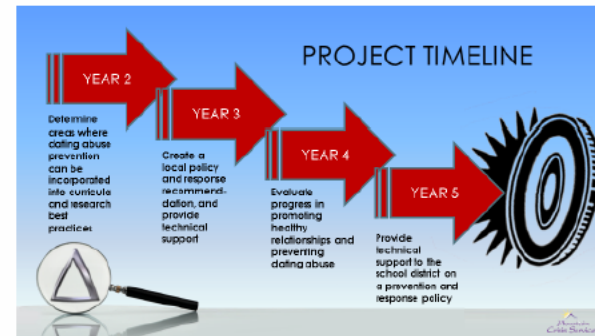 PROJECT TIMELINE
YEAR 2
Determine
areas where
dating abuse
prevention
can be
incorporated
into curricula
and research
best
practices
YEAR 3
Create a
local policy
and response
recommend-
dation, and
provide
technical
support
YEAR 4
Evaluate
progress in
promoting
healthy
relationships and
preventing
dating abuse
YEAR 5
Provide
technical
support to the
school district on
a prevention and
response policy
Crisis Services